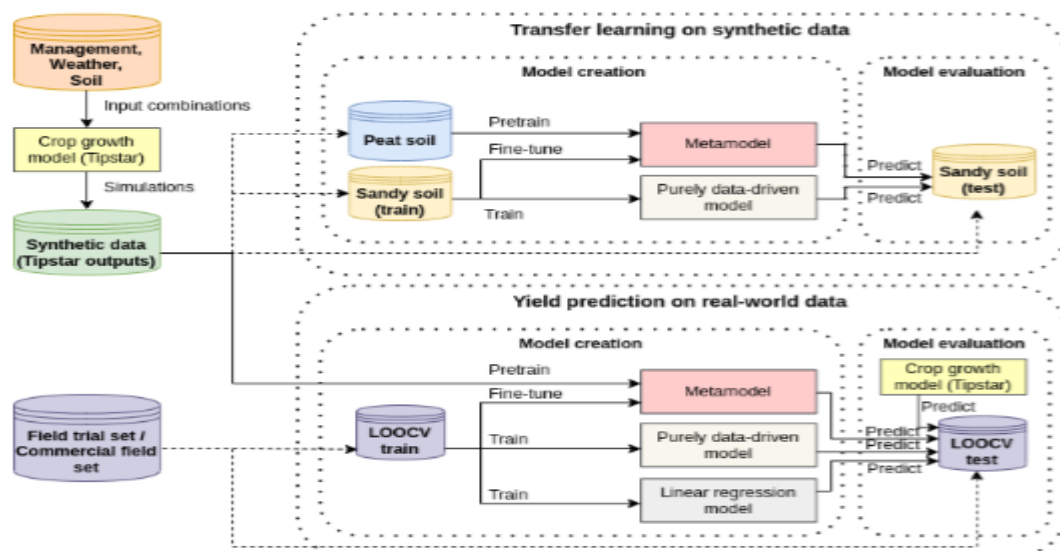 Management,
Weather,
Soil
Input combinations
Crop growth
model (Tipstar)
Simulations
Synthetic data
(Tipstar outputs)
Field trial set /
Commercial field
set
Transfer learning on synthetic data
Model creation
Peat soil
Sandy soil
(train)
Pretrain
Fine-tune
Train
Metamodel
Purely data-driven
model
Model evaluation
Predict
Predict
Sandy soil
(test)
Yield prediction on real-world data
Model creation
Pretrain
Fine-tune
LOOCV
train
Train
Train
Metamodel
Purely data-driven
model
Linear regression
model
Model evaluation
Crop growth
model (Tipstar)
Predict
Predict
Predict
Predict
LOOCV
test